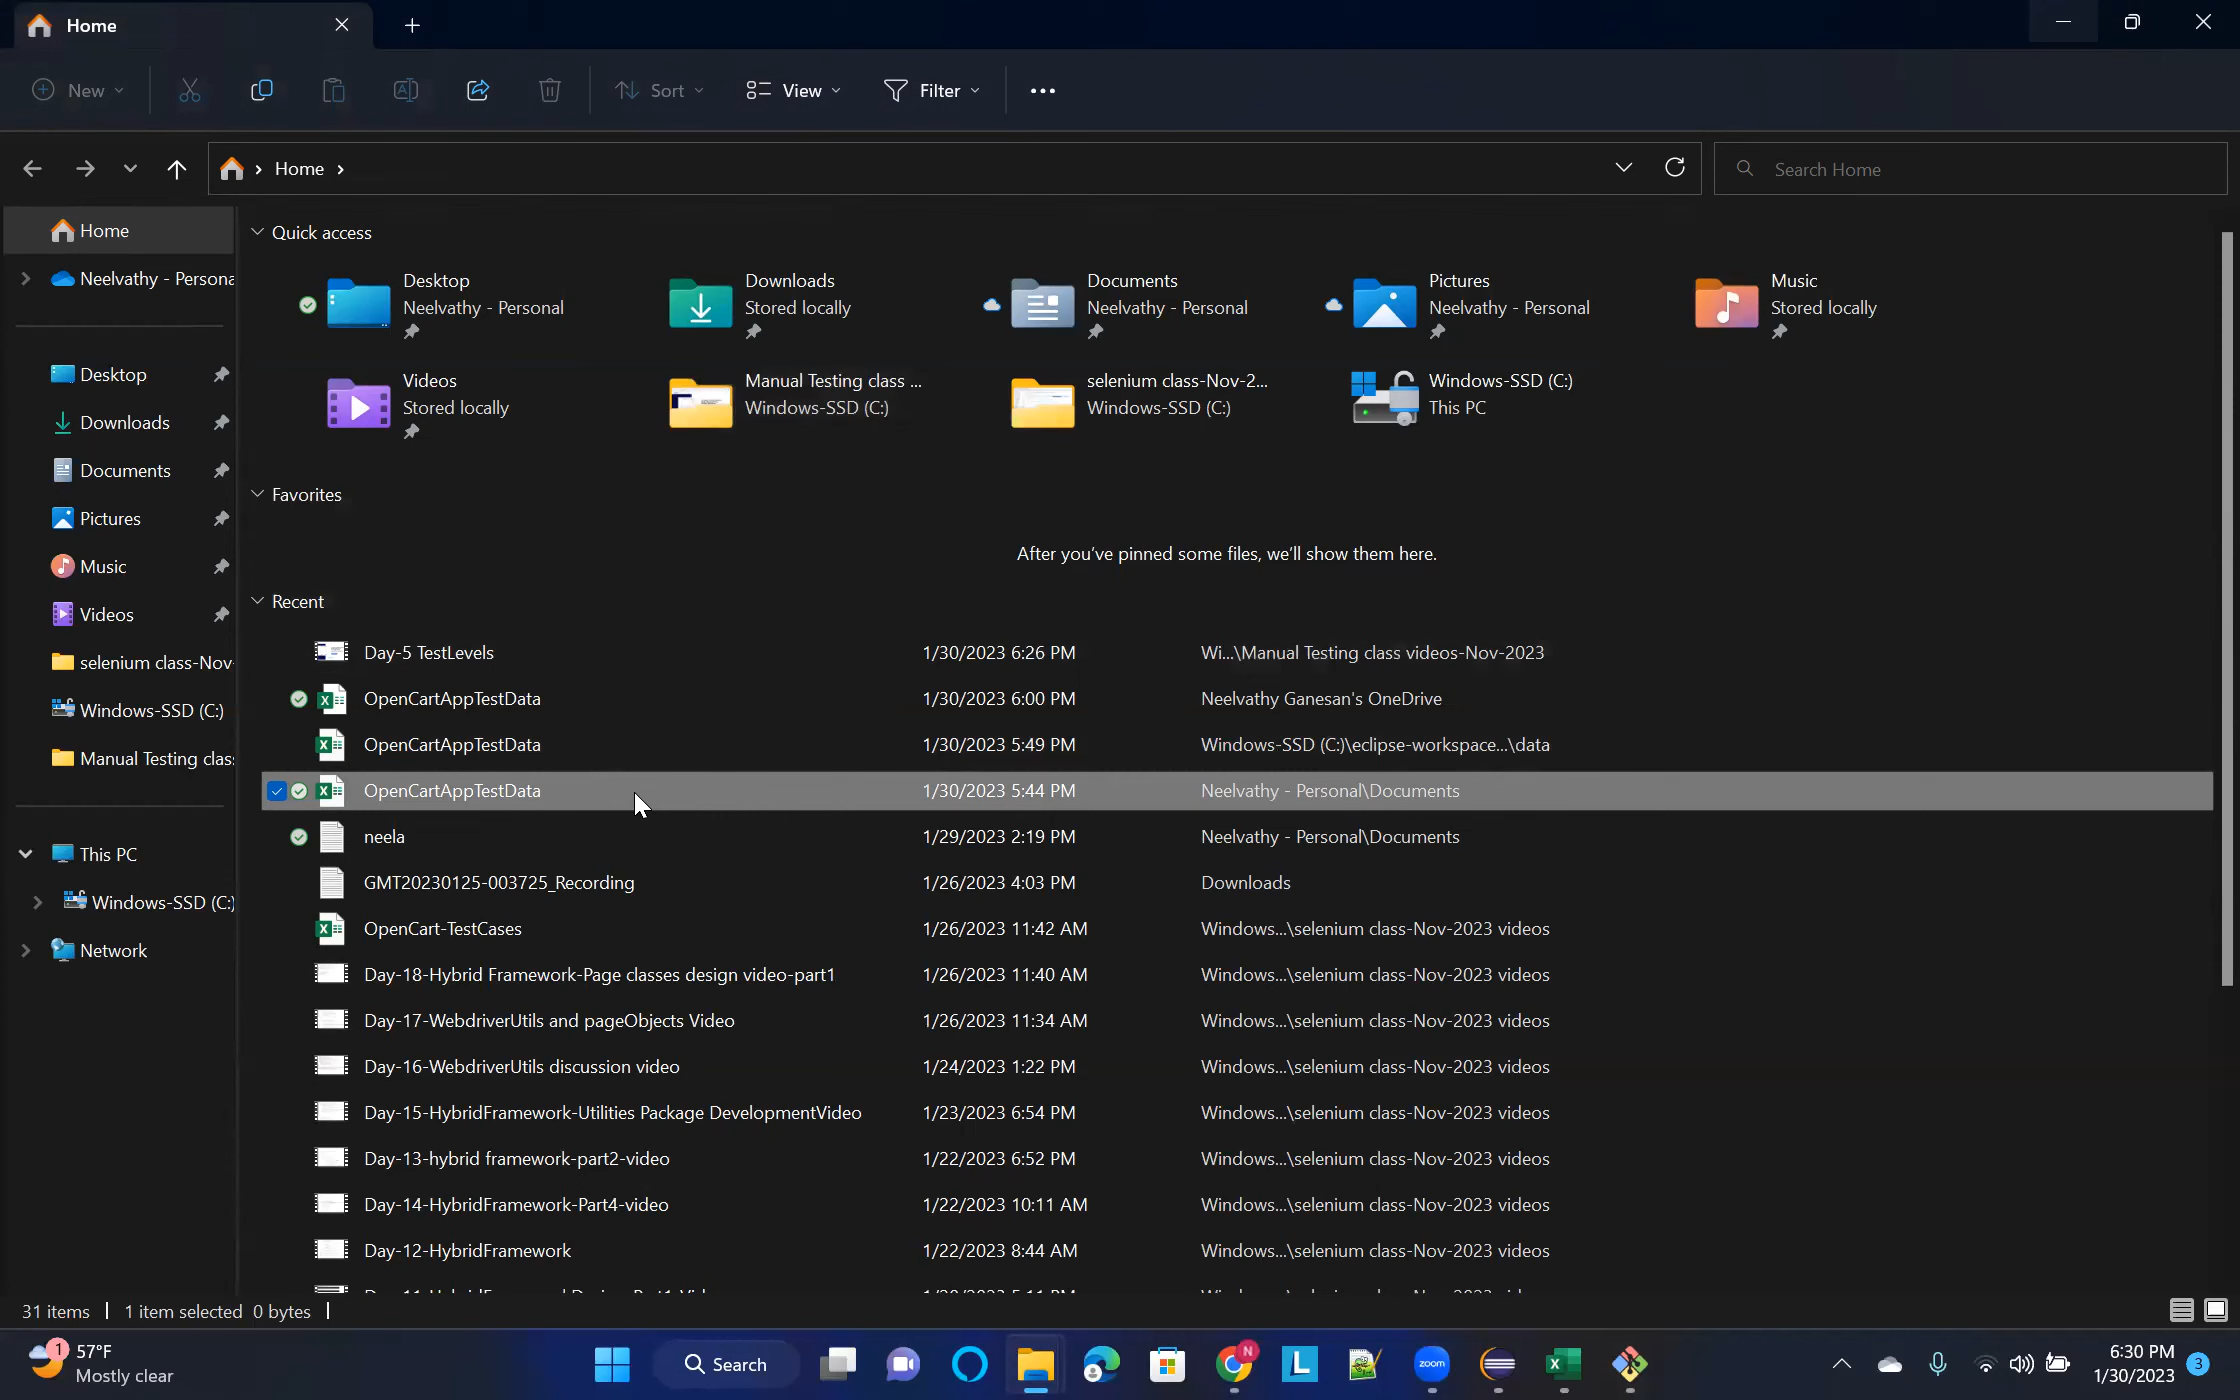 Home
New
Sort
View
Filter
Home
Search Home
Home
Neelvathy - Persona
Desktop
Downloads
Documents
Pictures
Music
Videos
selenium class-Nov-
Windows-SSD (C:)
Manual Testing clas
This PC
Windows-SSD (C:)
Network
Quick access
Desktop
Neelvathy - Personal
Downloads
Stored locally
Documents
Neelvathy - Personal
Pictures
Neelvathy - Personal
Music
Stored locally
Videos
Stored locally
Manual Testing class ...
Windows-SSD (C:)
selenium class-Nov-2...
Windows-SSD (C:)
Windows-SSD (C:)
This PC
Favorites
After you've pinned some files, we'll show them here.
Recent
Day-5 TestLevels 1/30/2023 6:26 PM Wi...\Manual Testing class videos-Nov-2023
OpenCartAppTestData 1/30/2023 6:00 PM Neelvathy Ganesan's OneDrive
OpenCartAppTestData 1/30/2023 5:49 PM Windows-SSD (C:)\eclipse-workspace...\data
OpenCartAppTestData 1/30/2023 5:44 PM Neelvathy - Personal\Documents
neela 1/29/2023 2:19 PM Neelvathy - Personal\Documents
GMT20230125-003725_Recording 1/26/2023 4:03 PM Downloads
OpenCart-TestCases 1/26/2023 11:42 AM Windows...\selenium class-Nov-2023 videos
Day-18-Hybrid Framework-Page classes design video-part1 1/26/2023 11:40 AM Windows...\selenium class-Nov-2023 videos
Day-17-WebdriverUtils and pageObjects Video 1/26/2023 11:34 AM Windows...\selenium class-Nov-2023 videos
Day-16-WebdriverUtils discussion video 1/24/2023 1:22 PM Windows...\selenium class-Nov-2023 videos
Day-15-HybridFramework-Utilities Package DevelopmentVideo 1/23/2023 6:54 PM Windows...\selenium class-Nov-2023 videos
Day-13-hybrid framework-part2-video 1/22/2023 6:52 PM Windows...\selenium class-Nov-2023 videos
Day-14-HybridFramework-Part4-video 1/22/2023 10:11 AM Windows...\selenium class-Nov-2023 videos
Day-12-HybridFramework 1/22/2023 8:44 AM Windows...\selenium class-Nov-2023 videos
31 items 1 item selected 0 bytes
1
57°F
Mostly clear
Search
N
L
zoom
6:30 PM
1/30/2023
3